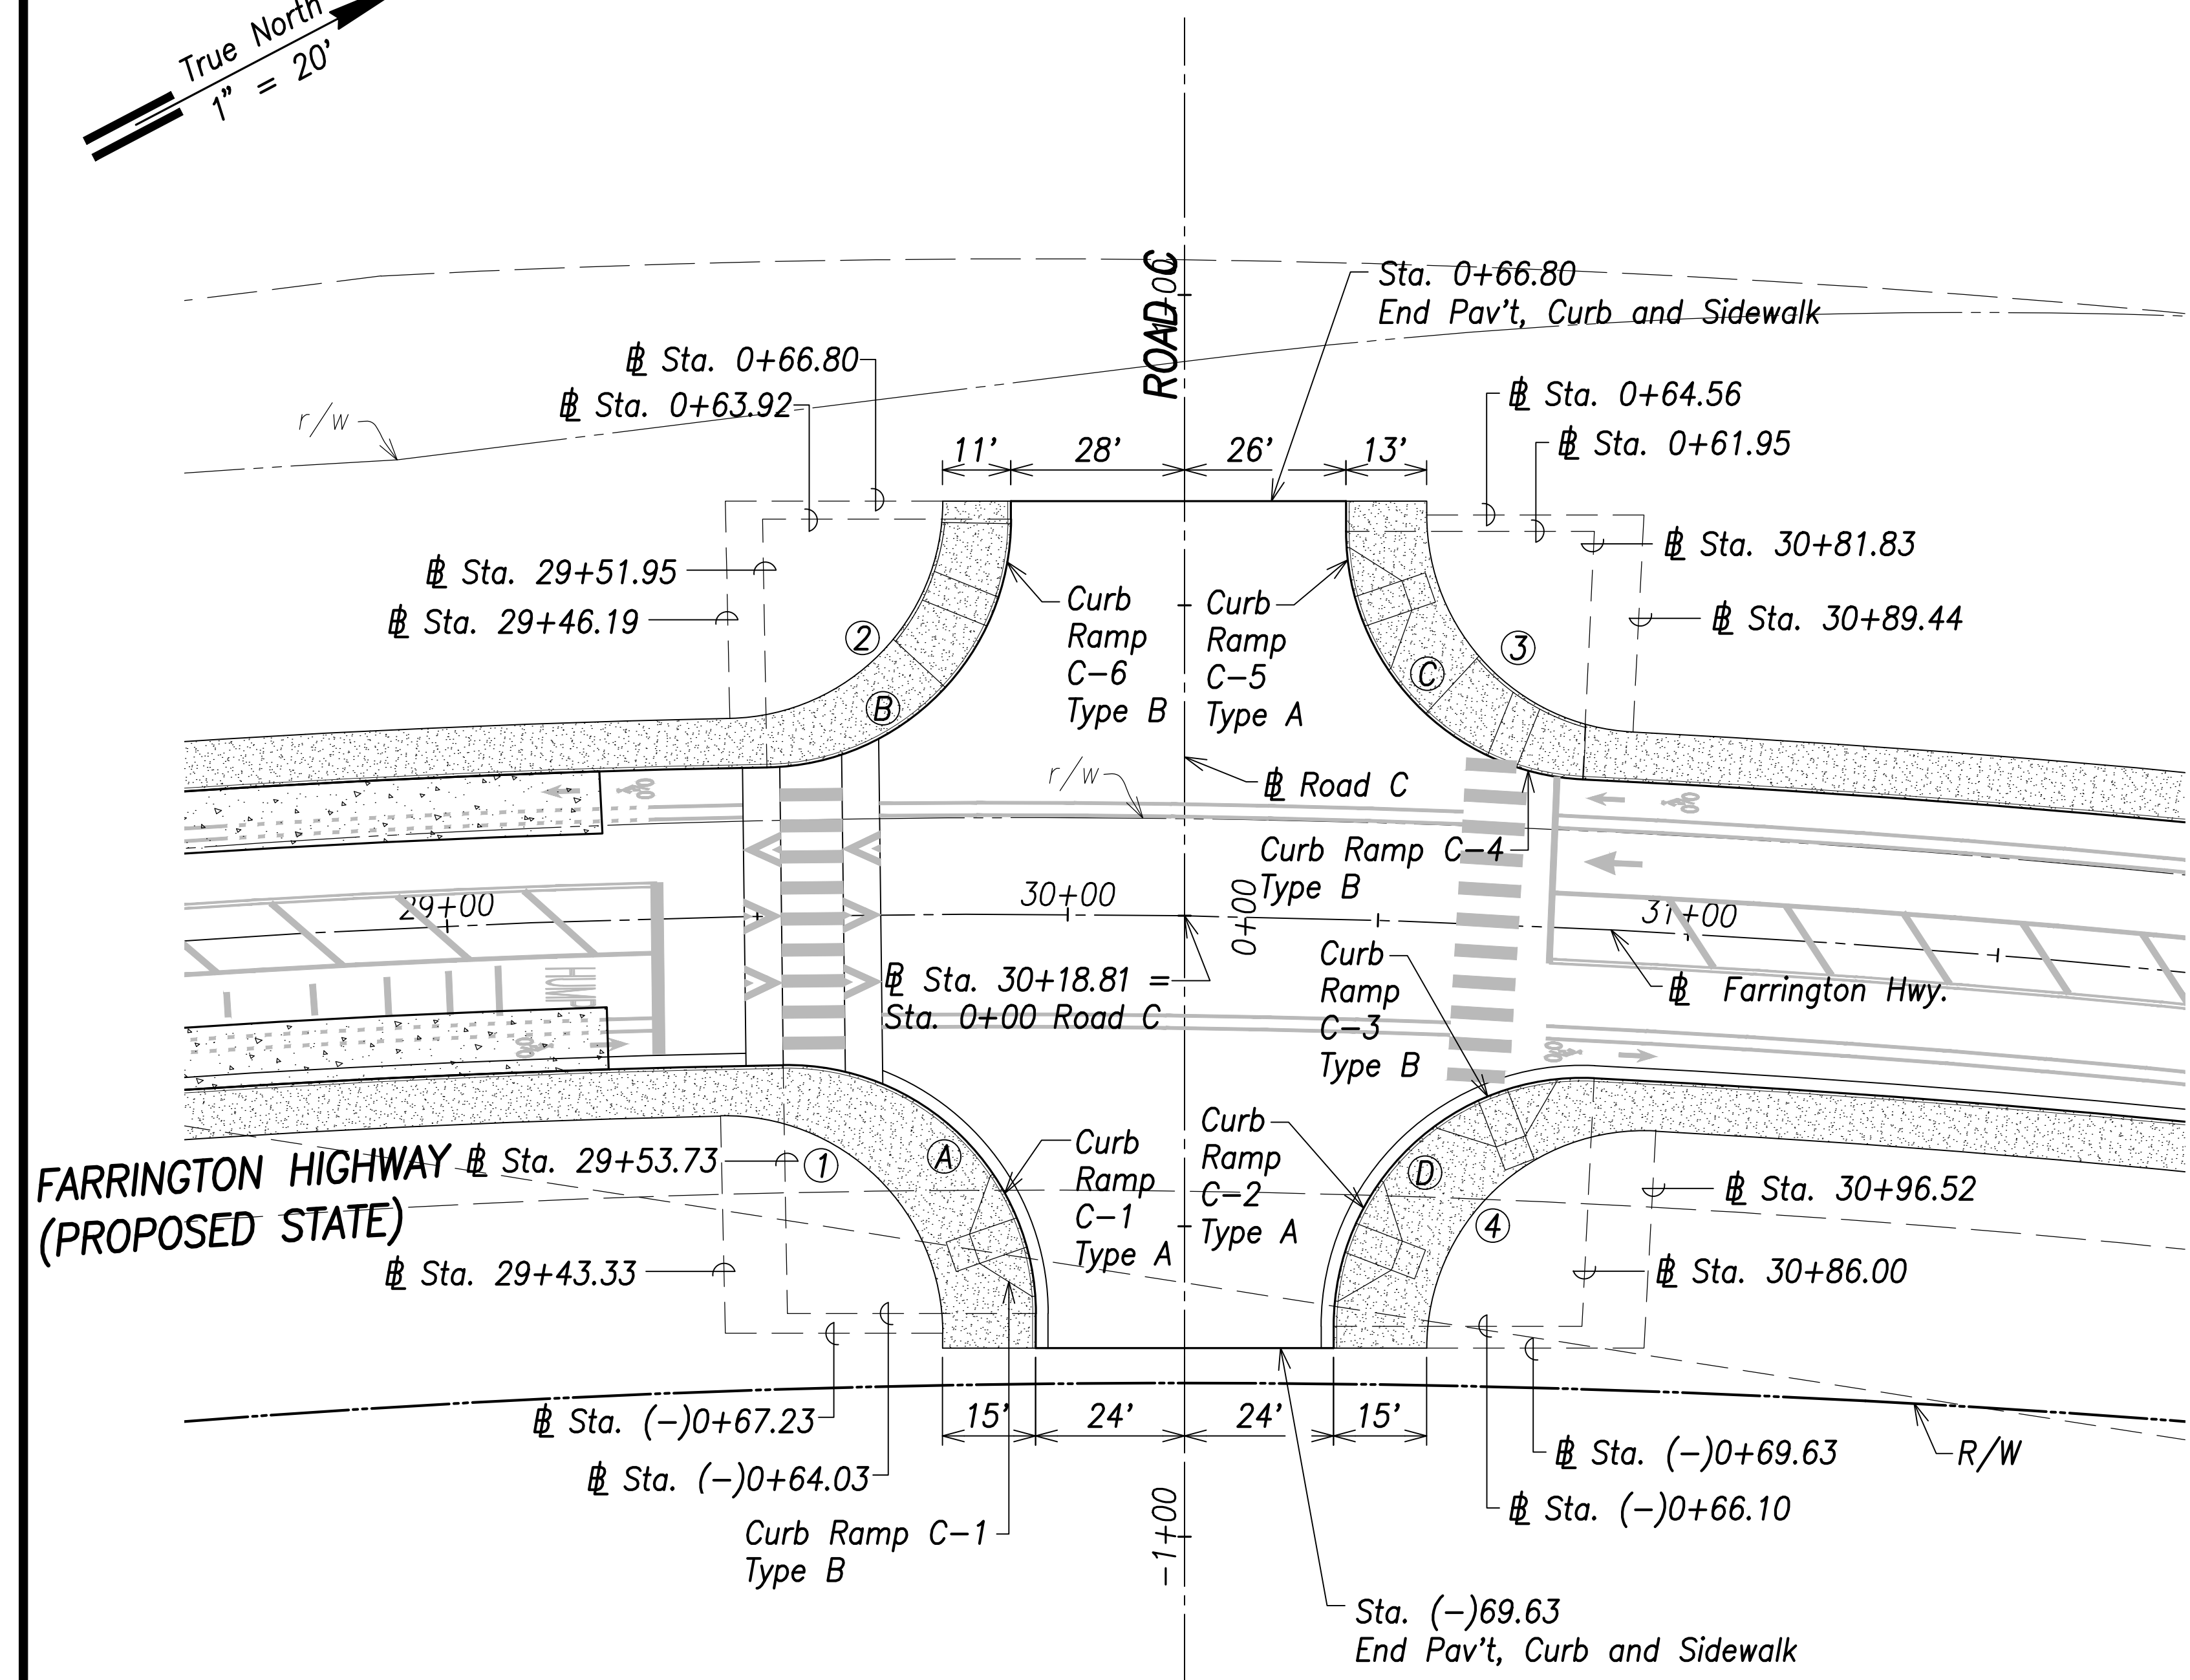 True North
1" = 20'
ROAD C
1+00
Sta. 0+66.80
End Pav't, Curb and Sidewalk
℄ Sta. 0+66.80
℄ Sta. 0+63.92
℄ Sta. 0+64.56
℄ Sta. 0+61.95
r/w
11'
28'
26'
13'
℄ Sta. 29+51.95
℄ Sta. 29+46.19
℄ Sta. 30+81.83
℄ Sta. 30+89.44
2
B
3
C
Curb
Ramp
C-6
Type B
Curb
Ramp
C-5
Type A
r/w
℄ Road C
Curb Ramp C-4
Type B
29+00
30+00
0+00
31+00
℄ Sta. 30+18.81 =
Sta. 0+00 Road C
Curb
Ramp
C-3
Type B
℄ Farrington Hwy.
HUMP
FARRINGTON HIGHWAY
(PROPOSED STATE)
℄ Sta. 29+53.73
1
A
℄ Sta. 29+43.33
Curb
Ramp
C-1
Type A
Curb
Ramp
C-2
Type A
D
4
℄ Sta. 30+96.52
℄ Sta. 30+86.00
15'
24'
24'
15'
℄ Sta. (-)0+67.23
℄ Sta. (-)0+64.03
Curb Ramp C-1
Type B
-1+00
℄ Sta. (-)0+69.63
℄ Sta. (-)0+66.10
R/W
Sta. (-)69.63
End Pav't, Curb and Sidewalk